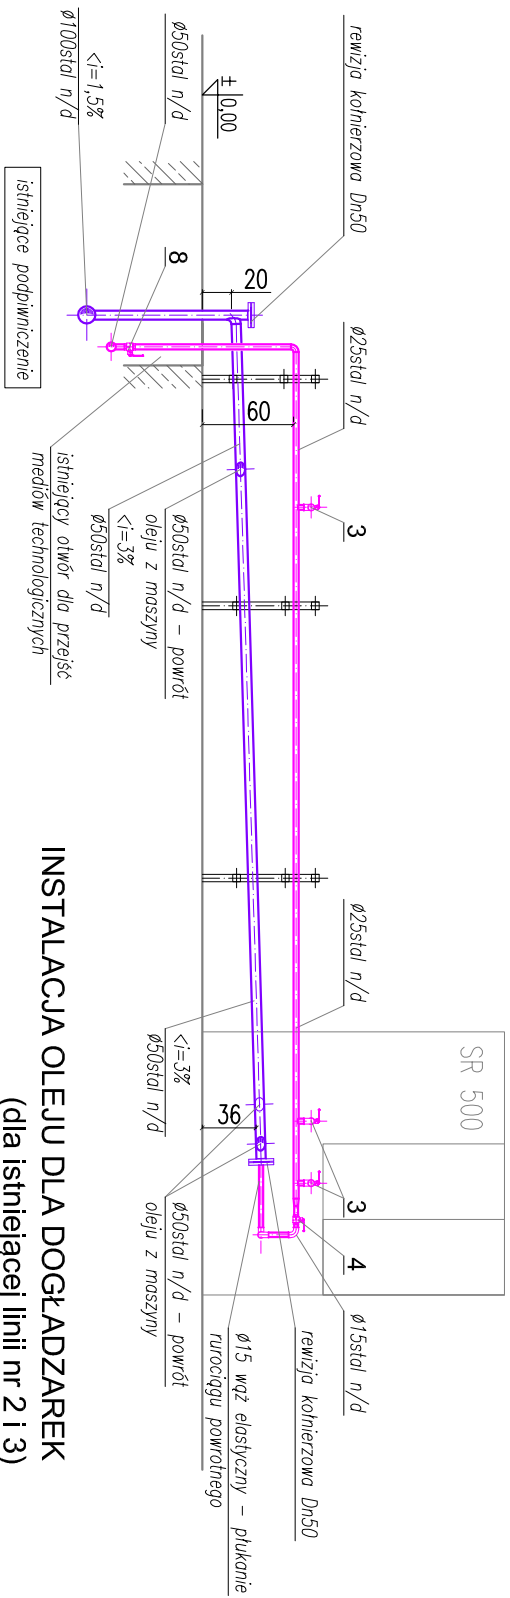 rewizja kołnierzowa Dn50
± 0,00
ø50stal n/d
<i=1,5%
ø100stal n/d
istniejące podpiwniczenie
8
20
60
ø25stal n/d
3
ø50stal n/d - powrót
oleju z maszyny
<i=3%
ø50stal n/d
istniejący otwór dla przejść
mediów technologicznych
ø25stal n/d
SR 500
<i=3%
ø50stal n/d
36
3
4
ø50stal n/d - powrót
oleju z maszyny
ø15stal n/d
rewizja kołnierzowa Dn50
ø15 wąż elastyczny - płukanie
rurociągu powrotnego
INSTALACJA OLEJU DLA DOGŁADZAREK
(dla istniejącej linii nr 2 i 3)